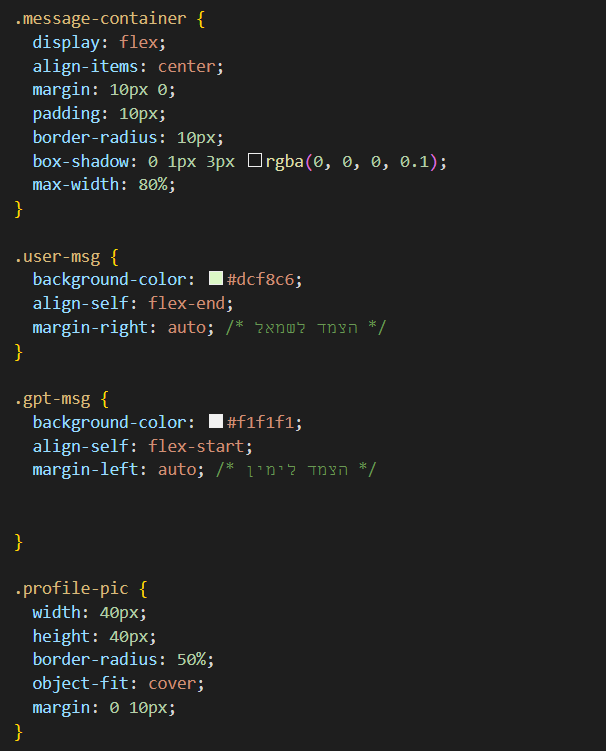 .message-container {
  display: flex;
  align-items: center;
  margin: 10px 0;
  padding: 10px;
  border-radius: 10px;
  box-shadow: 0 1px 3px rgba(0, 0, 0, 0.1);
  max-width: 80%;
}
.user-msg {
  background-color: #dcf8c6;
  align-self: flex-end;
  margin-right: auto; /* הצמד לשמאל */
}
.gpt-msg {
  background-color: #f1f1f1;
  align-self: flex-start;
  margin-left: auto; /* הצמד לימין */
}
.profile-pic {
  width: 40px;
  height: 40px;
  border-radius: 50%;
  object-fit: cover;
  margin: 0 10px;
}